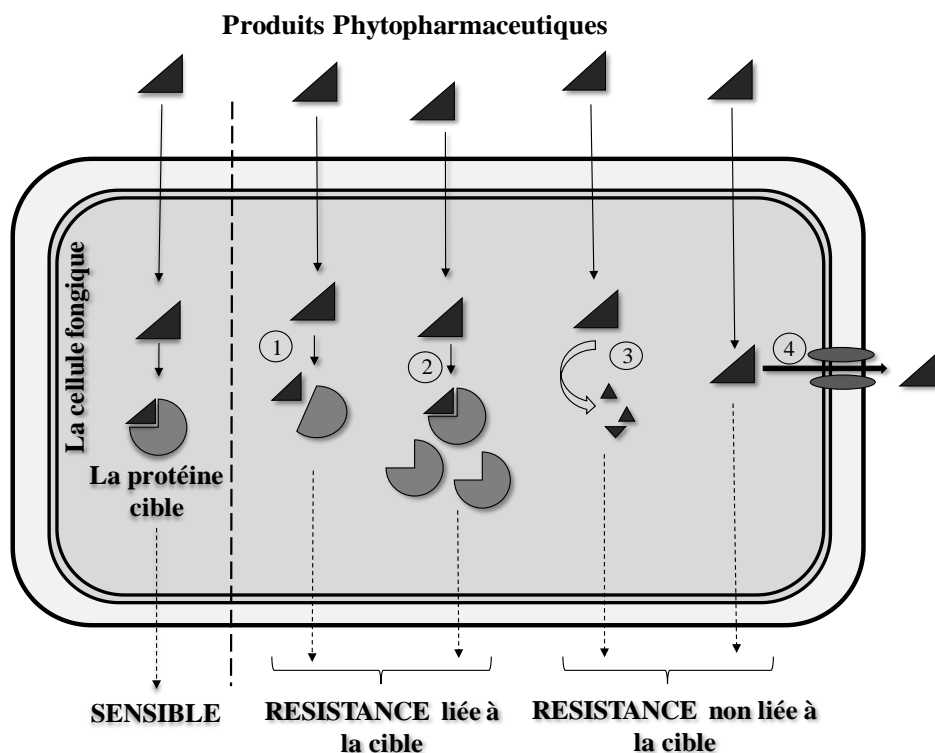 Produits Phytopharmaceutiques
La cellule fongique
1
2
3
4
La protéine
cible
SENSIBLE
RESISTANCE liée à
la cible
RESISTANCE non liée à
la cible